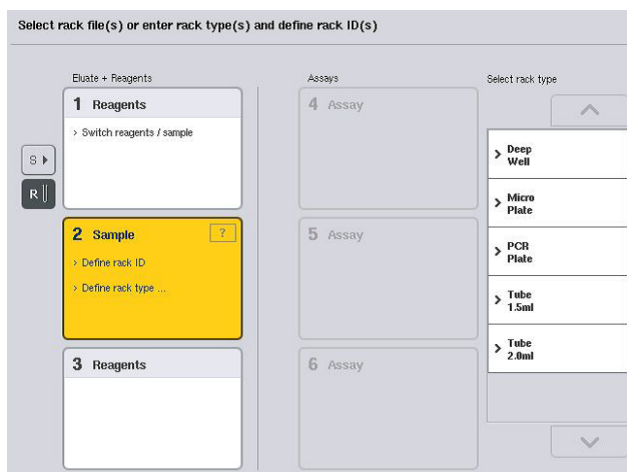 Select rack file(s) or enter rack type(s) and define rack ID(s)
Eluate + Reagents
Assays
Select rack type
1 Reagents
> Switch reagents / sample
S
R
2 Sample ?
> Define rack ID
> Define rack type ...
3 Reagents
4 Assay
5 Assay
6 Assay
> Deep
Well
> Micro
Plate
> PCR
Plate
> Tube
1.5ml
> Tube
2.0ml